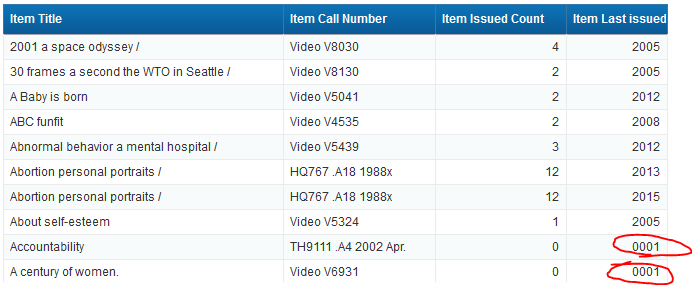 Item Title Item Call Number Item Issued Count Item Last issued
2001 a space odyssey / Video V8030 4 2005
30 frames a second the WTO in Seattle / Video V8130 2 2005
A Baby is born Video V5041 2 2012
ABC funfit Video V4535 2 2008
Abnormal behavior a mental hospital / Video V5439 3 2012
Abortion personal portraits / HQ767 .A18 1988x 12 2013
Abortion personal portraits / HQ767 .A18 1988x 12 2015
About self-esteem Video V5324 1 2005
Accountability TH9111 .A4 2002 Apr. 0 0001
A century of women. Video V6931 0 0001